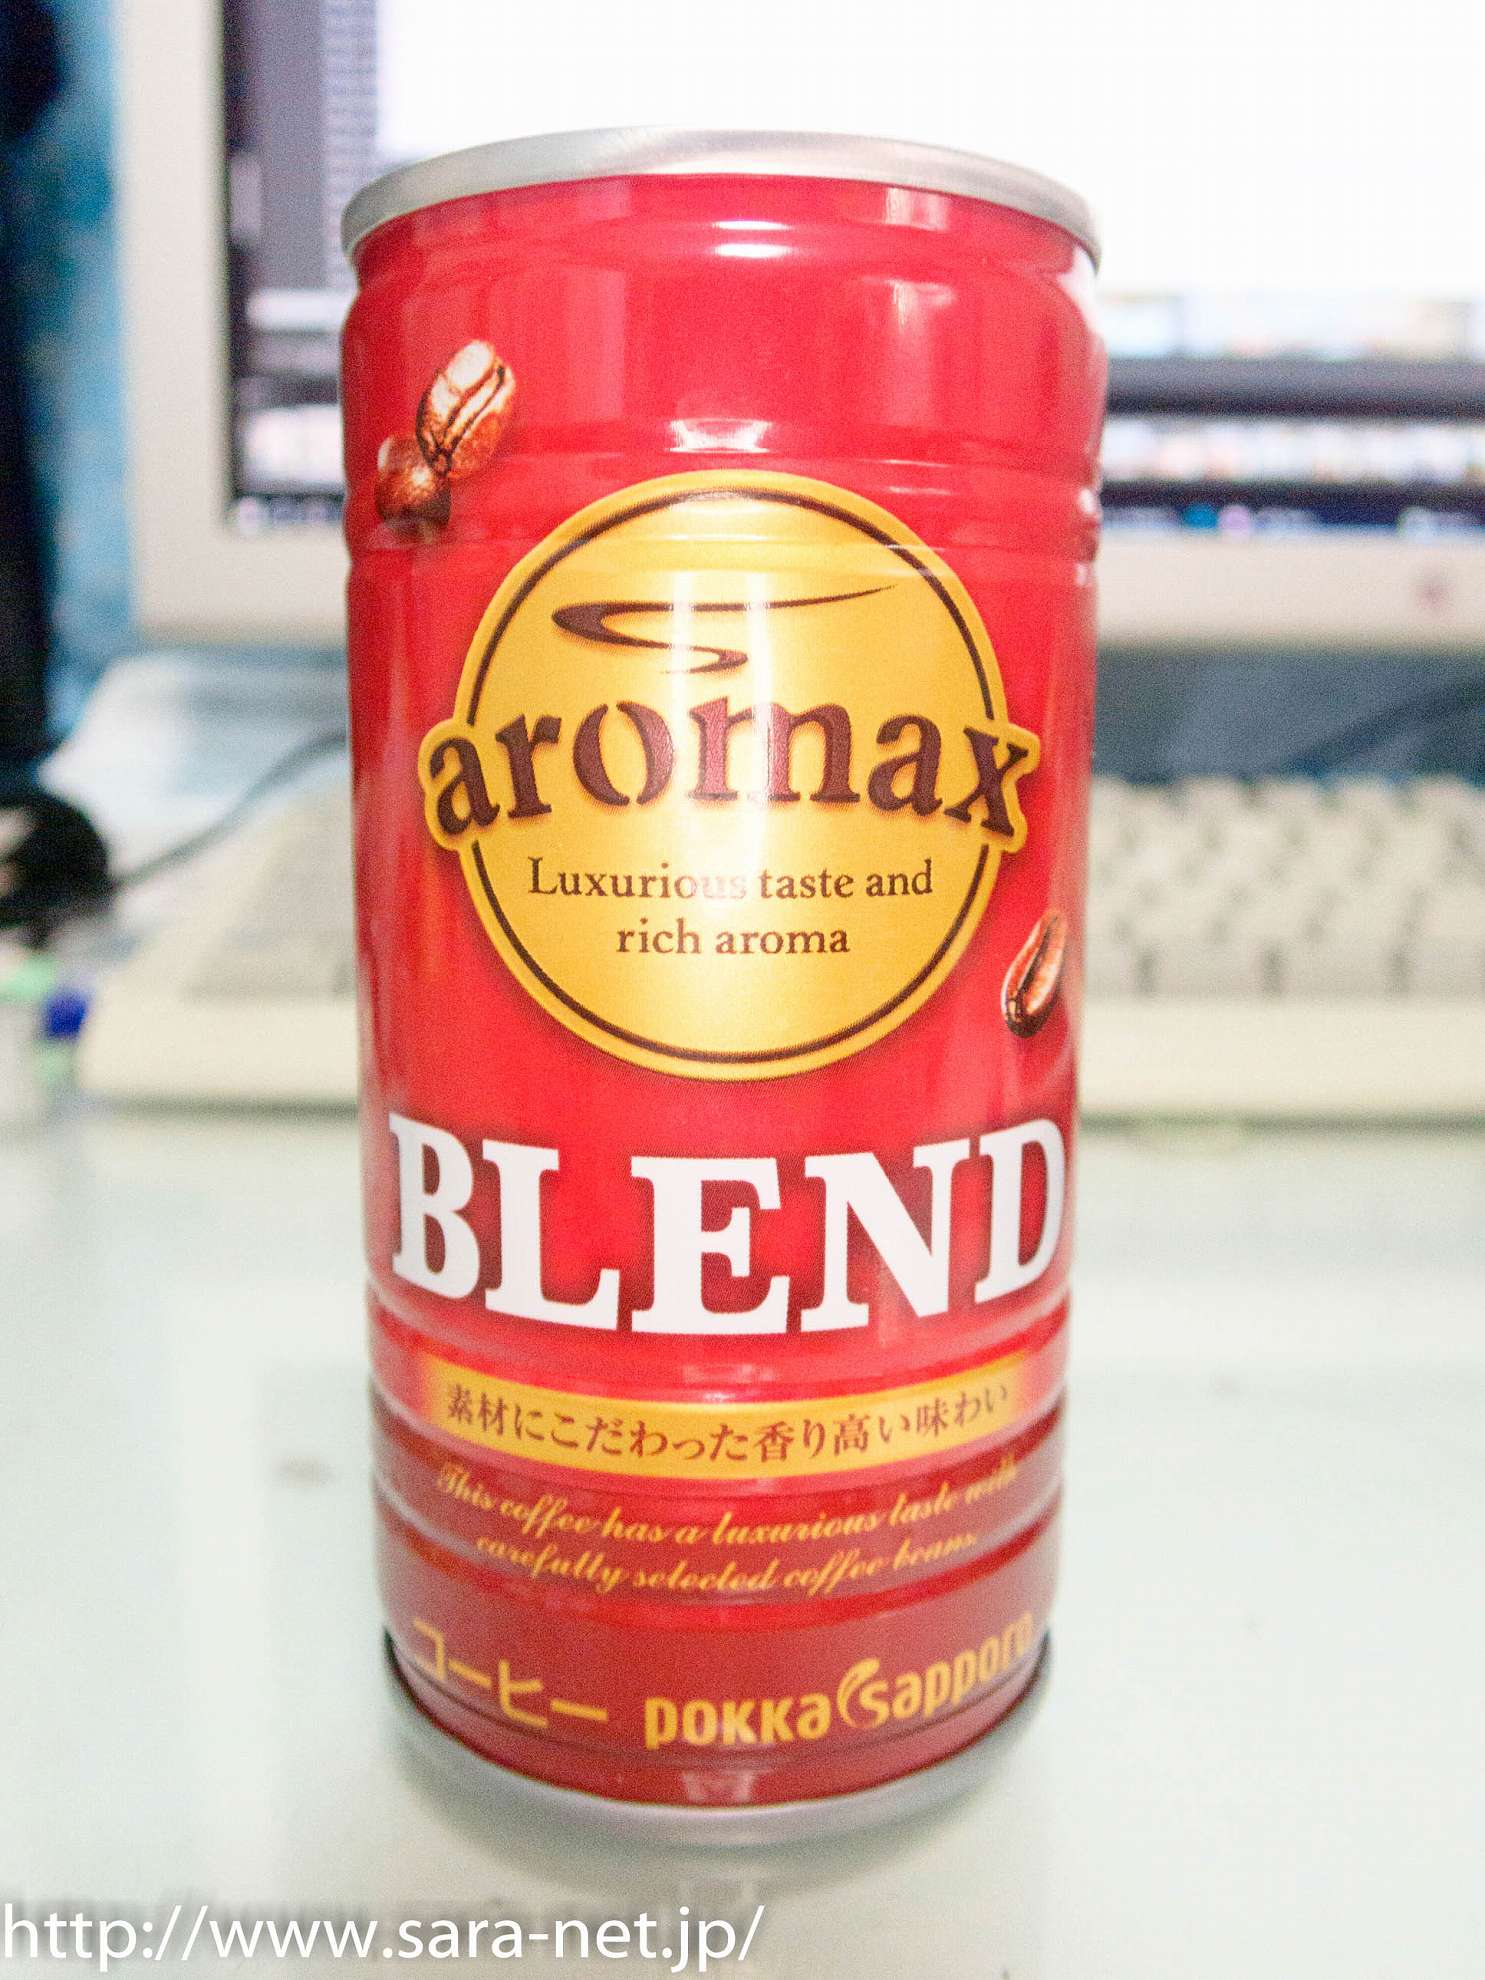 aromax
Luxurious taste and
rich aroma
BLEND
素材にこだわった香り高い味わい
This coffee has a luxurious taste with
carefully selected coffee beans.
コーヒー POKKA Sapporo
http://www.sara-net.jp/